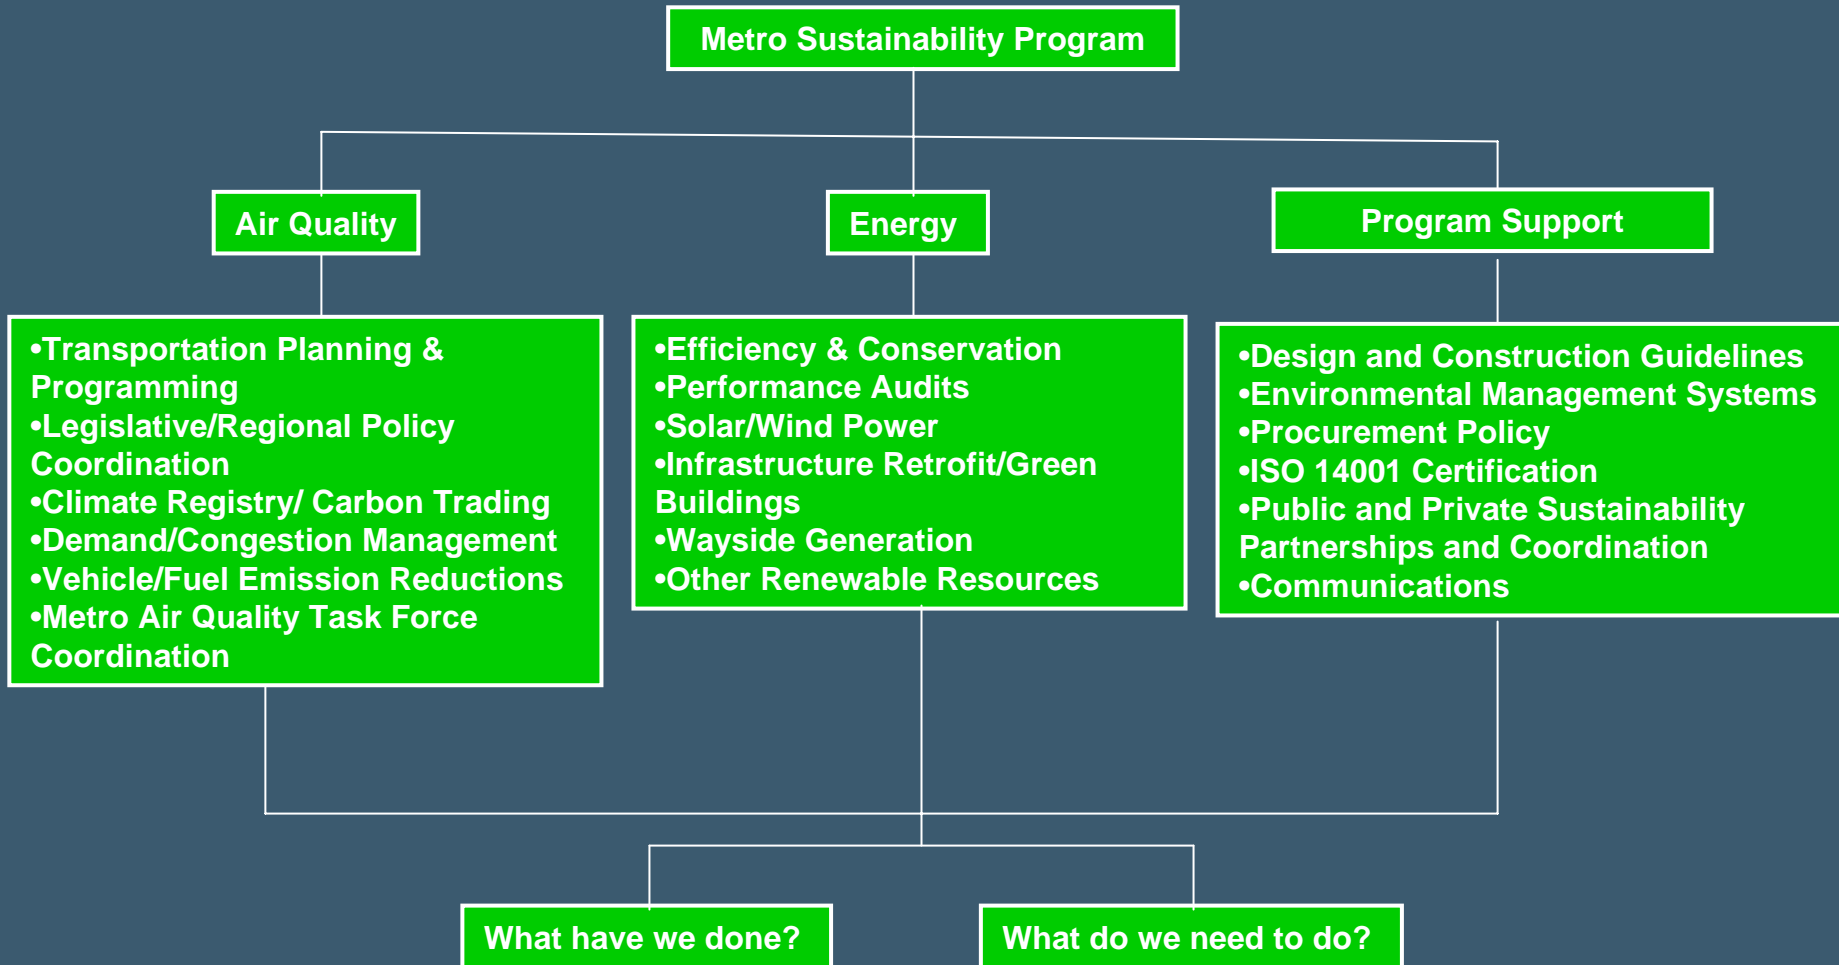 Metro Sustainability Program
Air Quality
Energy
Program Support
•Transportation Planning &
Programming
•Legislative/Regional Policy
Coordination
•Climate Registry/ Carbon Trading
•Demand/Congestion Management
•Vehicle/Fuel Emission Reductions
•Metro Air Quality Task Force
Coordination
•Efficiency & Conservation
•Performance Audits
•Solar/Wind Power
•Infrastructure Retrofit/Green
Buildings
•Wayside Generation
•Other Renewable Resources
•Design and Construction Guidelines
•Environmental Management Systems
•Procurement Policy
•ISO 14001 Certification
•Public and Private Sustainability
Partnerships and Coordination
•Communications
What have we done?
What do we need to do?